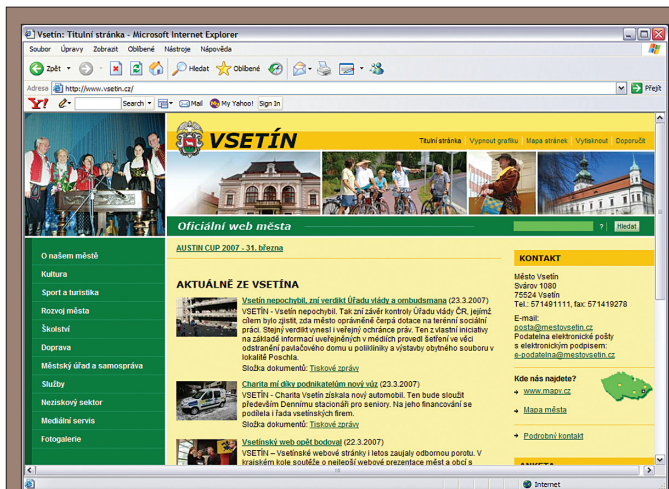 Vsetín: Titulní stránka - Microsoft Internet Explorer
Soubor Úpravy Zobrazit Oblíbené Nástroje Nápověda
Zpět Hledat Oblíbené
Adresa http://www.vsetin.cz/ Přejít
Y! Search Mail My Yahoo! Sign In
VSETÍN
Titulní stránka | Vypnout grafiku | Mapa stránek | Vytisknout | Doporučit
Oficiální web města
? Hledat
O našem městě
Kultura
Sport a turistika
Rozvoj města
Školství
Doprava
Městský úřad a samospráva
Služby
Neziskový sektor
Mediální servis
Fotogalerie
AUSTIN CUP 2007 - 31. března
AKTUÁLNĚ ZE VSETÍNA
Vsetín nepochybil, zní verdikt Úřadu vlády a ombudsmana (23.3.2007)
VSETÍN - Vsetín nepochybil. Tak zní závěr kontroly Úřadu vlády ČR, jejímž
cílem bylo zjistit, zda město oprávněně čerpá dotace na terénní sociální
práci. Stejný verdikt vynesl i veřejný ochránce práv. Ten z vlastní iniciativy
na základě informací uveřejněných v médiích provedl šetření ve věci
odstranění pavlačového domu u polikliniky a výstavby obytného souboru v
lokalitě Poschla.
Složka dokumentů: Tiskové zprávy
Charita mí díky podnikatelům nový vůz (23.3.2007)
VSETÍN - Charita Vsetín získala nový automobil. Ten bude sloužit
především Dennímu stacionáři pro seniory. Na jeho financování se
podílela i řada vsetínských firem.
Složka dokumentů: Tiskové zprávy
Vsetínský web opět bodoval (22.3.2007)
VSETÍN – Vsetínské webové stránky i letos zaujaly odbornou porotu. V
krajském kole soutěže o nejlepší webové prezentace měst a obcí s
KONTAKT
Město Vsetín
Svárov 1080
75524 Vsetín
Tel.: 571491111, fax: 571419278
E-mail:
posta@mestovsetin.cz
Podatelna elektronické pošty
s elektronickým podpisem:
e-podatelna@mestovsetin.cz
Kde nás najdete?
www.mapy.cz
Mapa města
Podrobný kontakt
ANKETA
Internet